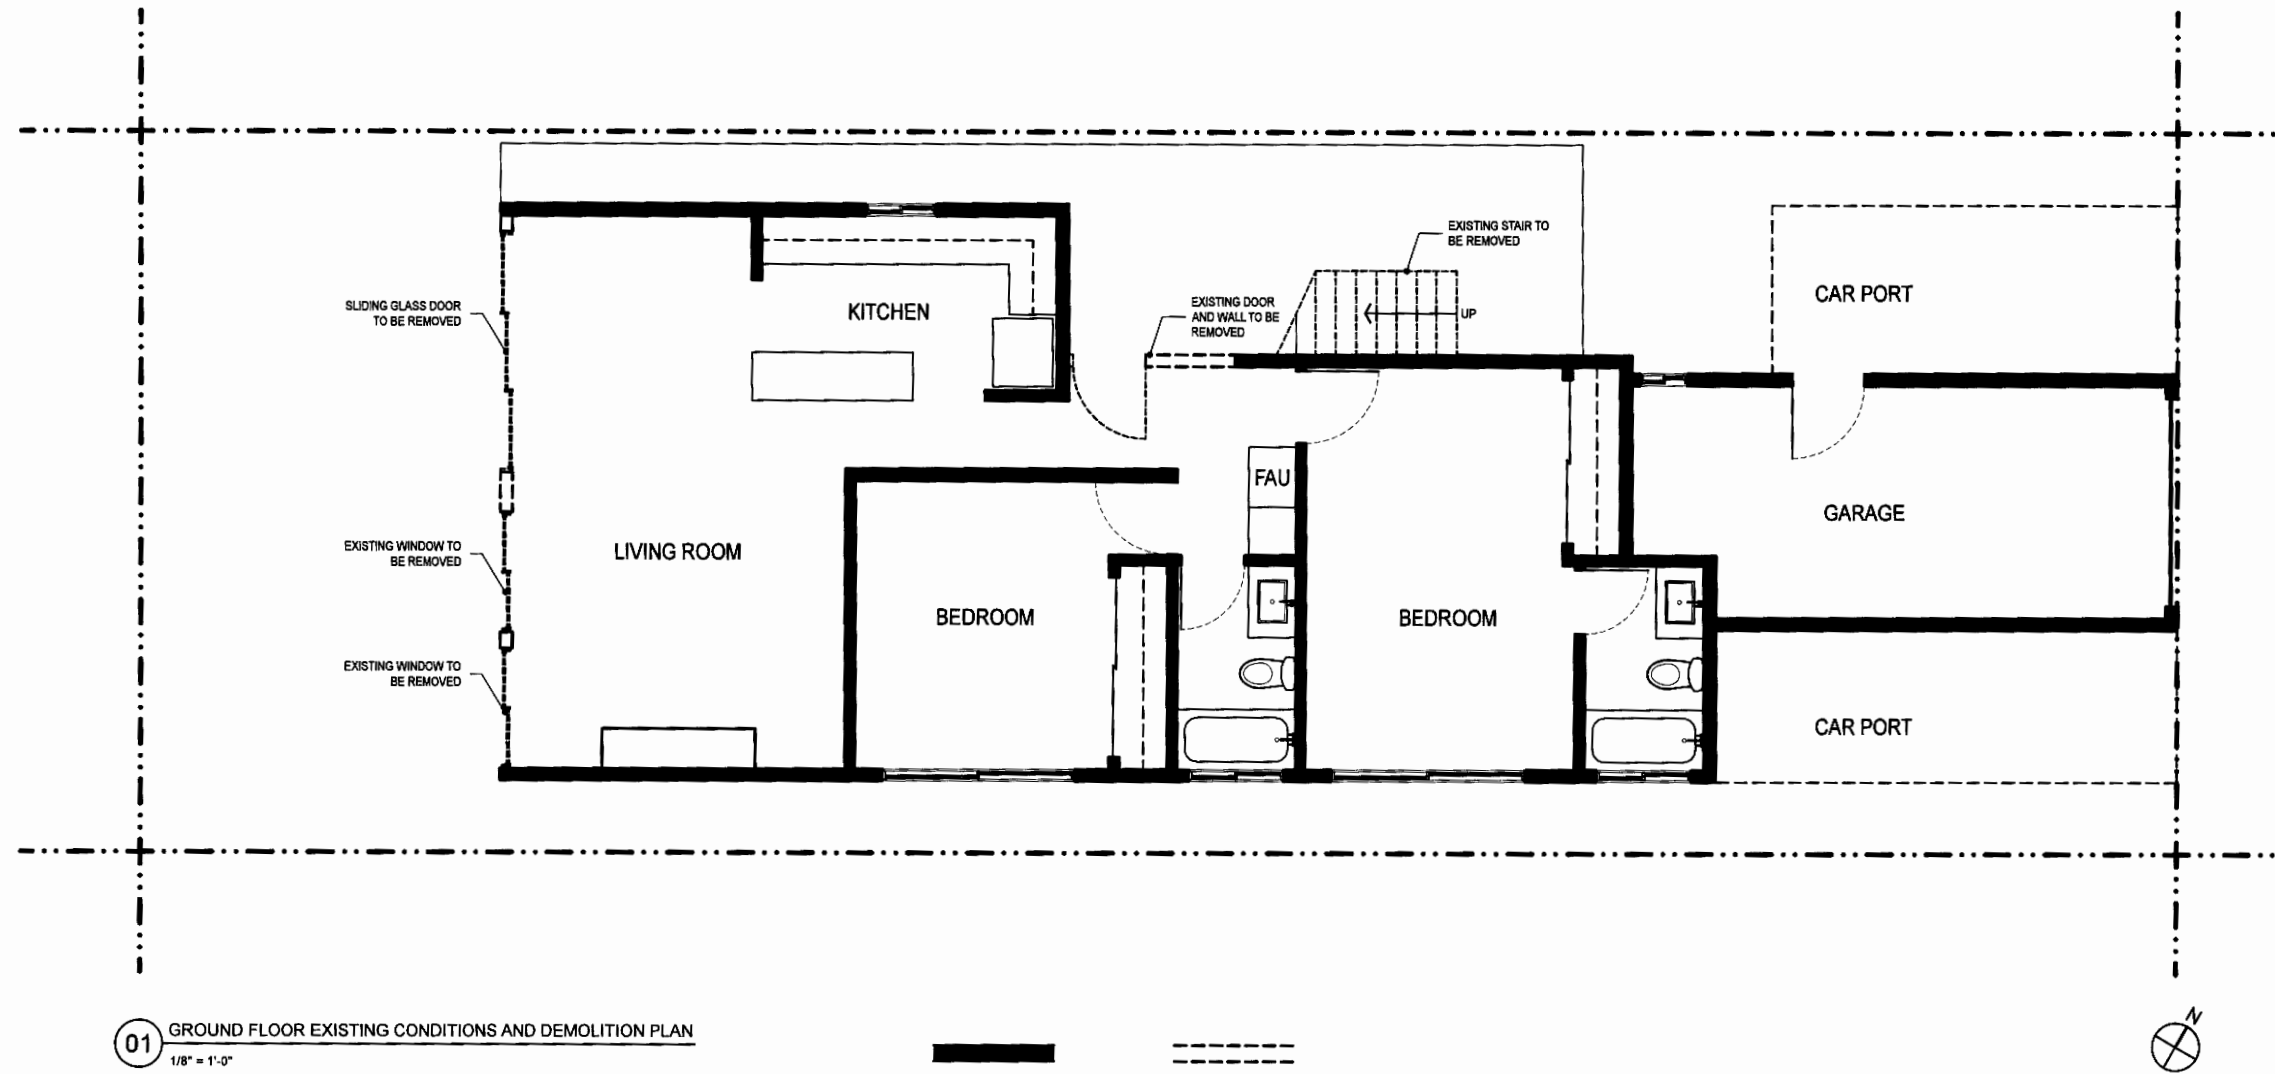 EXISTING STAIR TO
BE REMOVED
CAR PORT
SLIDING GLASS DOOR
TO BE REMOVED
KITCHEN
EXISTING DOOR
AND WALL TO BE
REMOVED
UP
FAU
GARAGE
EXISTING WINDOW TO
BE REMOVED
LIVING ROOM
BEDROOM
BEDROOM
EXISTING WINDOW TO
BE REMOVED
CAR PORT
01
GROUND FLOOR EXISTING CONDITIONS AND DEMOLITION PLAN
1/8" = 1'-0"
N